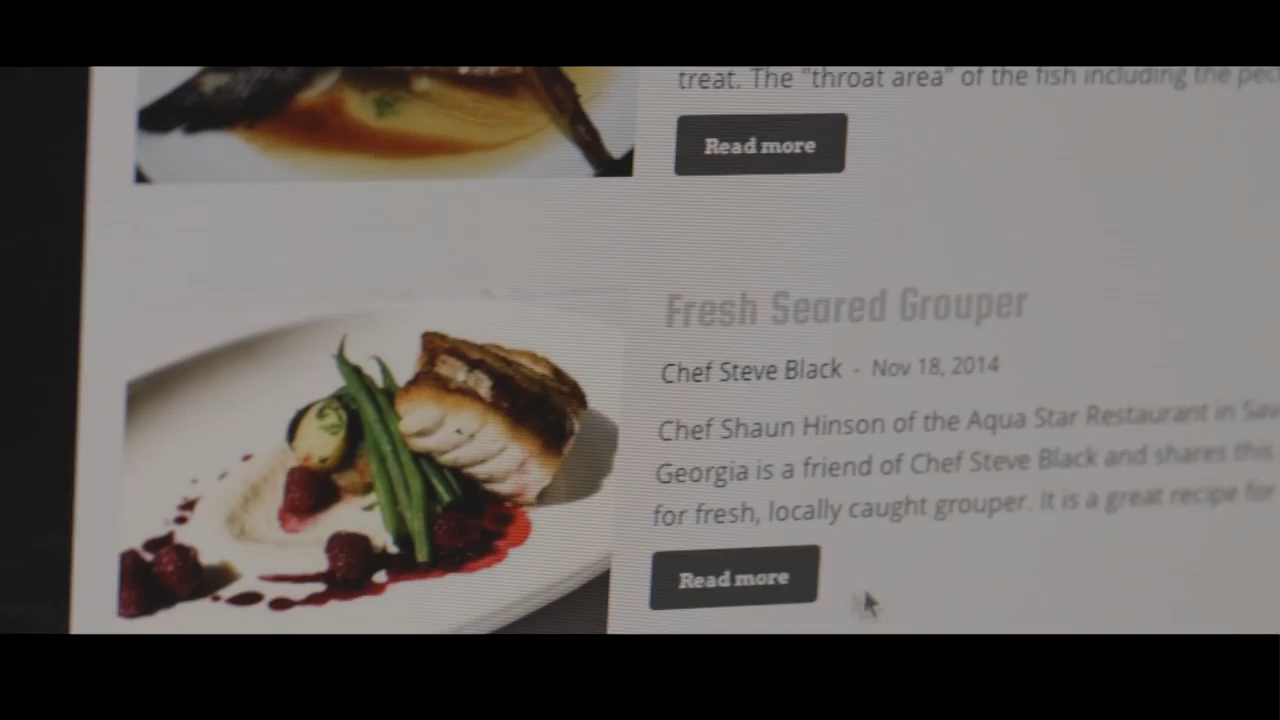 treat. The "throat area" of the fish including the pec
Read more
Fresh Seared Grouper
Chef Steve Black - Nov 18, 2014
Chef Shaun Hinson of the Aqua Star Restaurant in Sav
Georgia is a friend of Chef Steve Black and shares this
for fresh, locally caught grouper. It is a great recipe for
Read more